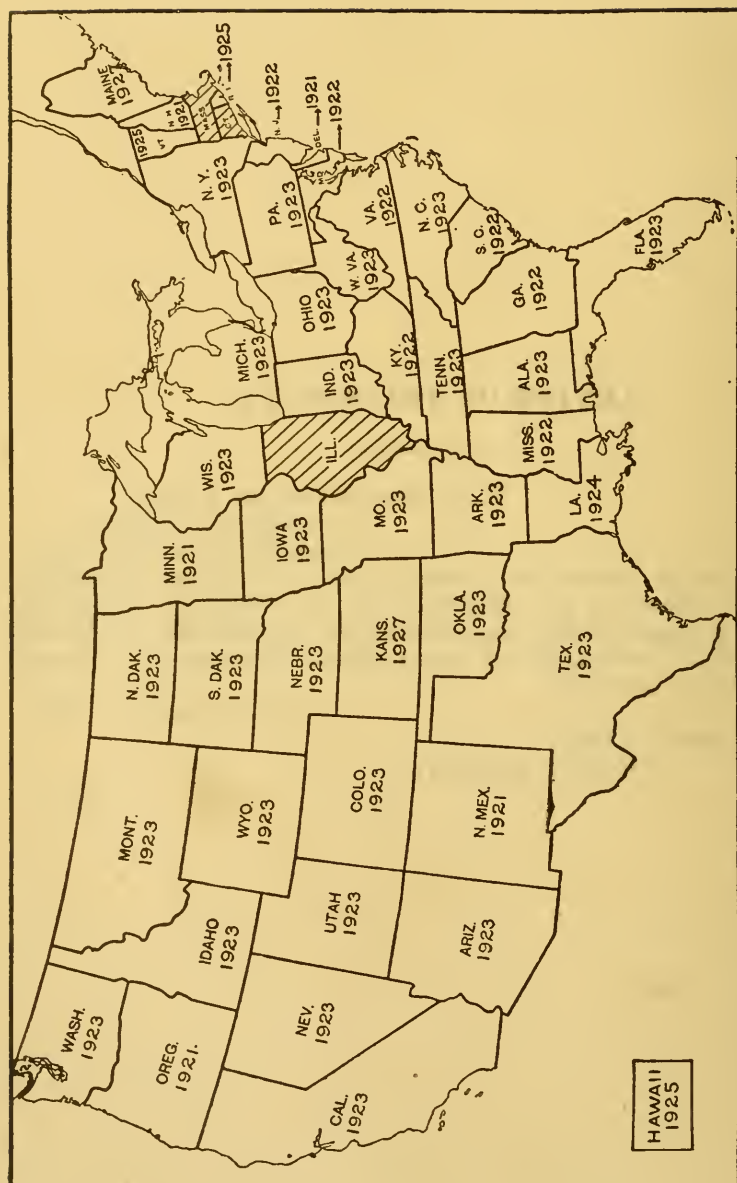 WASH.
1923
OREG.
1921.
CAL.
1923
NEV.
1923
IDAHO
1923
MONT.
1923
WYO.
1923
UTAH
1923
ARIZ.
1923
COLO.
1923
N. MEX.
1921
N. DAK.
1923
S. DAK.
1923
NEBR.
1923
KANS.
1927
OKLA.
1923
TEX.
1923
MINN.
1921
IOWA
1923
MO.
1923
ARK.
1923
LA.
1924
WIS.
1923
ILL.
MICH.
1923
IND.
1923
OHIO
1923
KY.
1922
TENN.
1923
MISS.
1922
ALA.
1923
GA.
1922
FLA.
1923
S. C.
1922
N. C.
1923
VA.
1922
W. VA.
1923
PA.
1923
N. Y.
1923
1925
VT
N H
1921
MAINE
1927
MASS
CT.
R I →1925
N. J. →1922
DEL. →1921
MD. →1922
HAWAII
1925